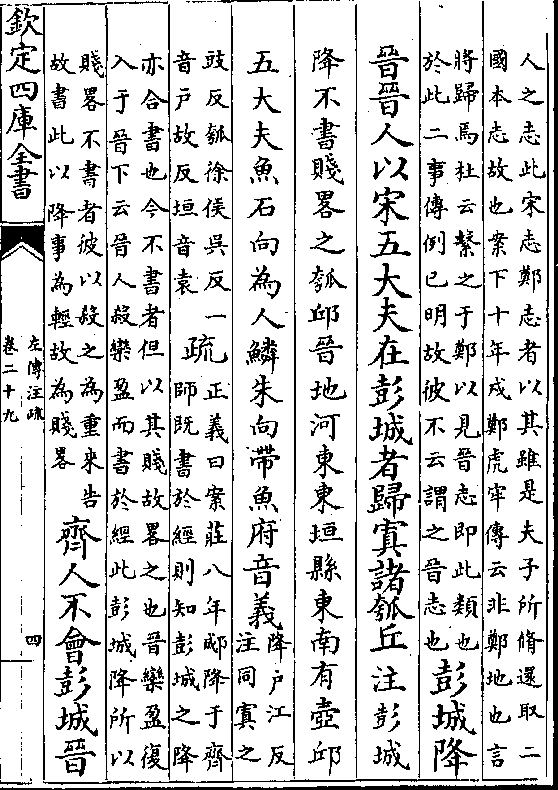 人之志此宋志鄭志者以其雖是夫子所脩還取二
國本志故也案下十年戍鄭虎牢傳云非鄭地也言
將歸焉杜云繫之于鄭以見晉志即此類也
於此二事傳例已明故彼不云謂之晉志也
彭城降
晉晉人以宋五大夫在彭城者歸寘諸瓠丘注彭城
降不書賤畧之瓠邱晉地河東東垣縣東南有壺邱
五大夫魚石向為人鱗朱向帶魚府音義
降戶江反
注同寘之
豉反瓠徐侯吳反一
音戶故反垣音袁
疏
正義曰案莊八年郕降于齊
師既書於經則知彭城之降
亦合書也今不書者但以其賤故畧之也晉欒盈復
入于晉下云晉人殺欒盈而書於經此彭城降所以
賤畧不書者彼以殺之為重來告
故書此以降事為輕故為賤畧
齊人不會彭城晉
欽定四庫全書
左傳注疏
卷二十九
四